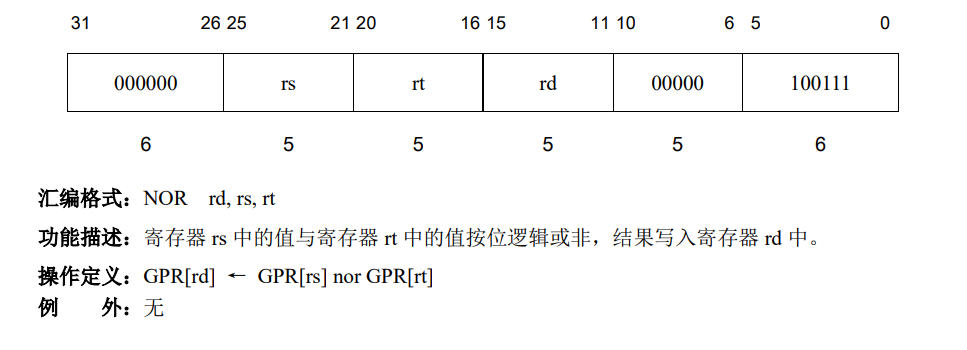 31 26 25 21 20 16 15 11 10 6 5 0
000000 rs rt rd 00000 100111
6 5 5 5 5 6
汇编格式：NOR rd, rs, rt
功能描述：寄存器 rs 中的值与寄存器 rt 中的值按位逻辑或非，结果写入寄存器 rd 中。
操作定义：GPR[rd] ← GPR[rs] nor GPR[rt]
例 外：无